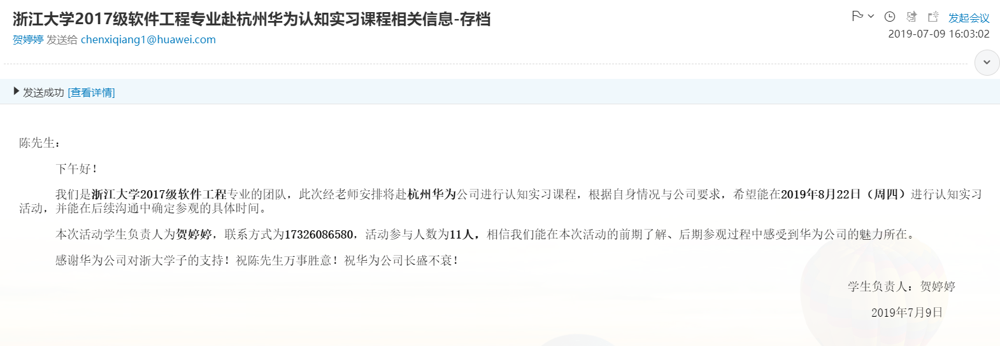 浙江大学2017级软件工程专业赴杭州华为认知实习课程相关信息-存档
发起会议
贺婷婷 发送给 chenxiqiang1@huawei.com
2019-07-09 16:03:02
发送成功 [查看详情]
陈先生：
下午好！
我们是浙江大学2017级软件工程专业的团队，此次经老师安排将赴杭州华为公司进行认知实习课程，根据自身情况与公司要求，希望能在2019年8月22日（周四）进行认知实习
活动，并能在后续沟通中确定参观的具体时间。
本次活动学生负责人为贺婷婷，联系方式为17326086580，活动参与人数为11人，相信我们能在本次活动的前期了解、后期参观过程中感受到华为公司的魅力所在。
感谢华为公司对浙大学子的支持！祝陈先生万事胜意！祝华为公司长盛不衰！
学生负责人：贺婷婷
2019年7月9日